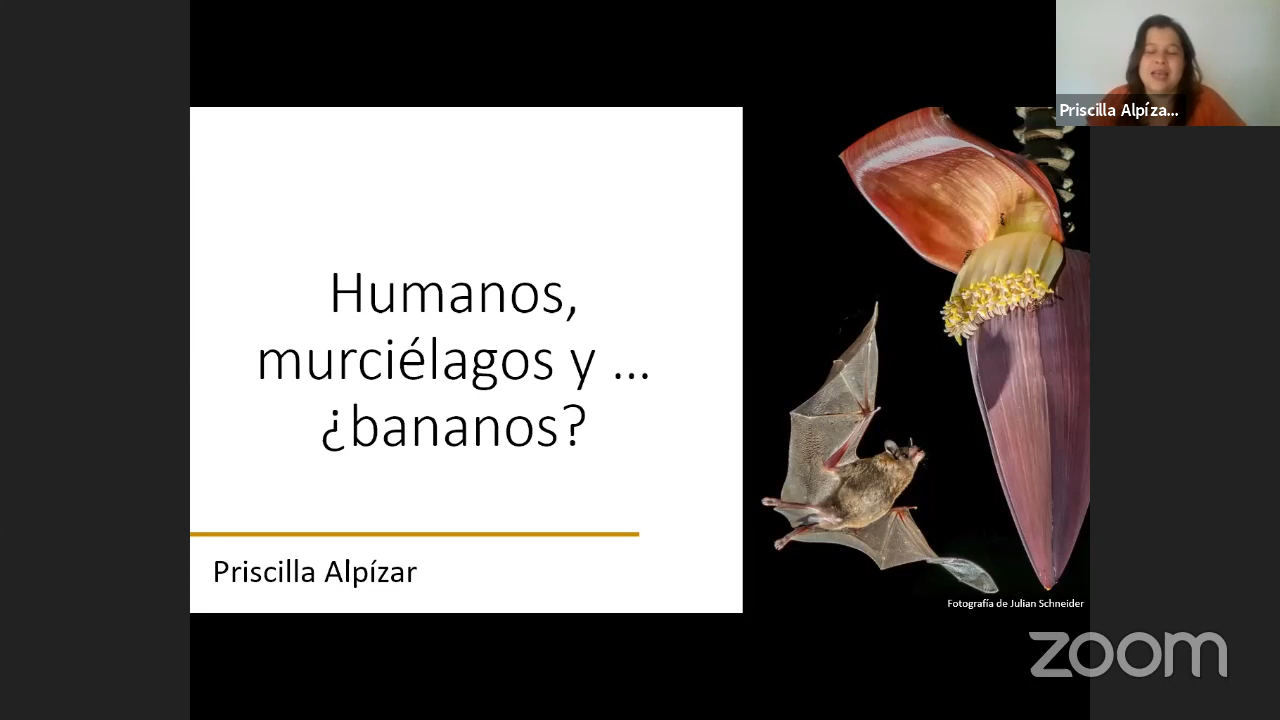 Priscilla Alpíza...
Humanos,
murciélagos y ...
¿bananos?
Priscilla Alpízar
Fotografía de Julian Schneider
zoom